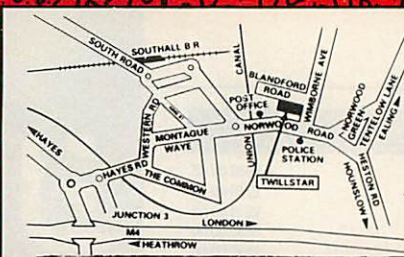 SOUTHALL B R
SOUTH ROAD
CANAL
BLANDFORD
ROAD
WIMBORNE AVE
POST
OFFICE
WESTERN RD
MONTAGUE
WAYE
NORWOOD ROAD
NORWOOD
GREEN
TENTELOW LANE
EALING
HAYES
HAYES RD
THE COMMON
UNION
POLICE
STATION
TWILLSTAR
HESTON RD
HOUNSLOW
JUNCTION 3
LONDON
M4
HEATHROW